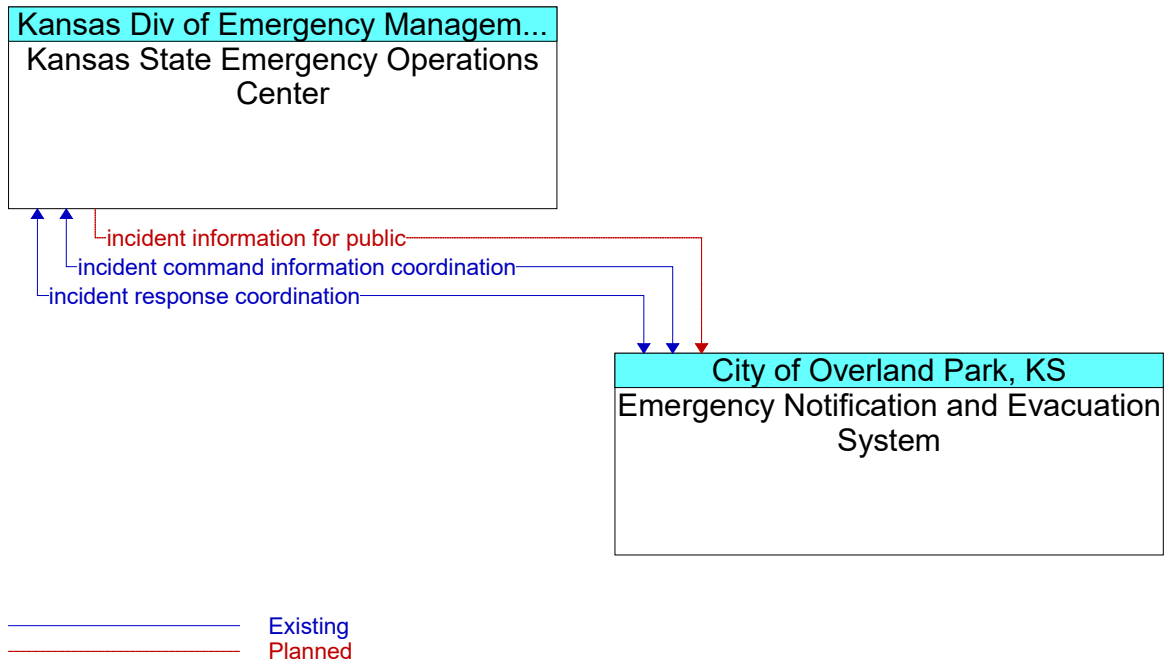 Kansas Div of Emergency Managem...
Kansas State Emergency Operations
Center
incident information for public
incident command information coordination
incident response coordination
City of Overland Park, KS
Emergency Notification and Evacuation
System
Existing
Planned